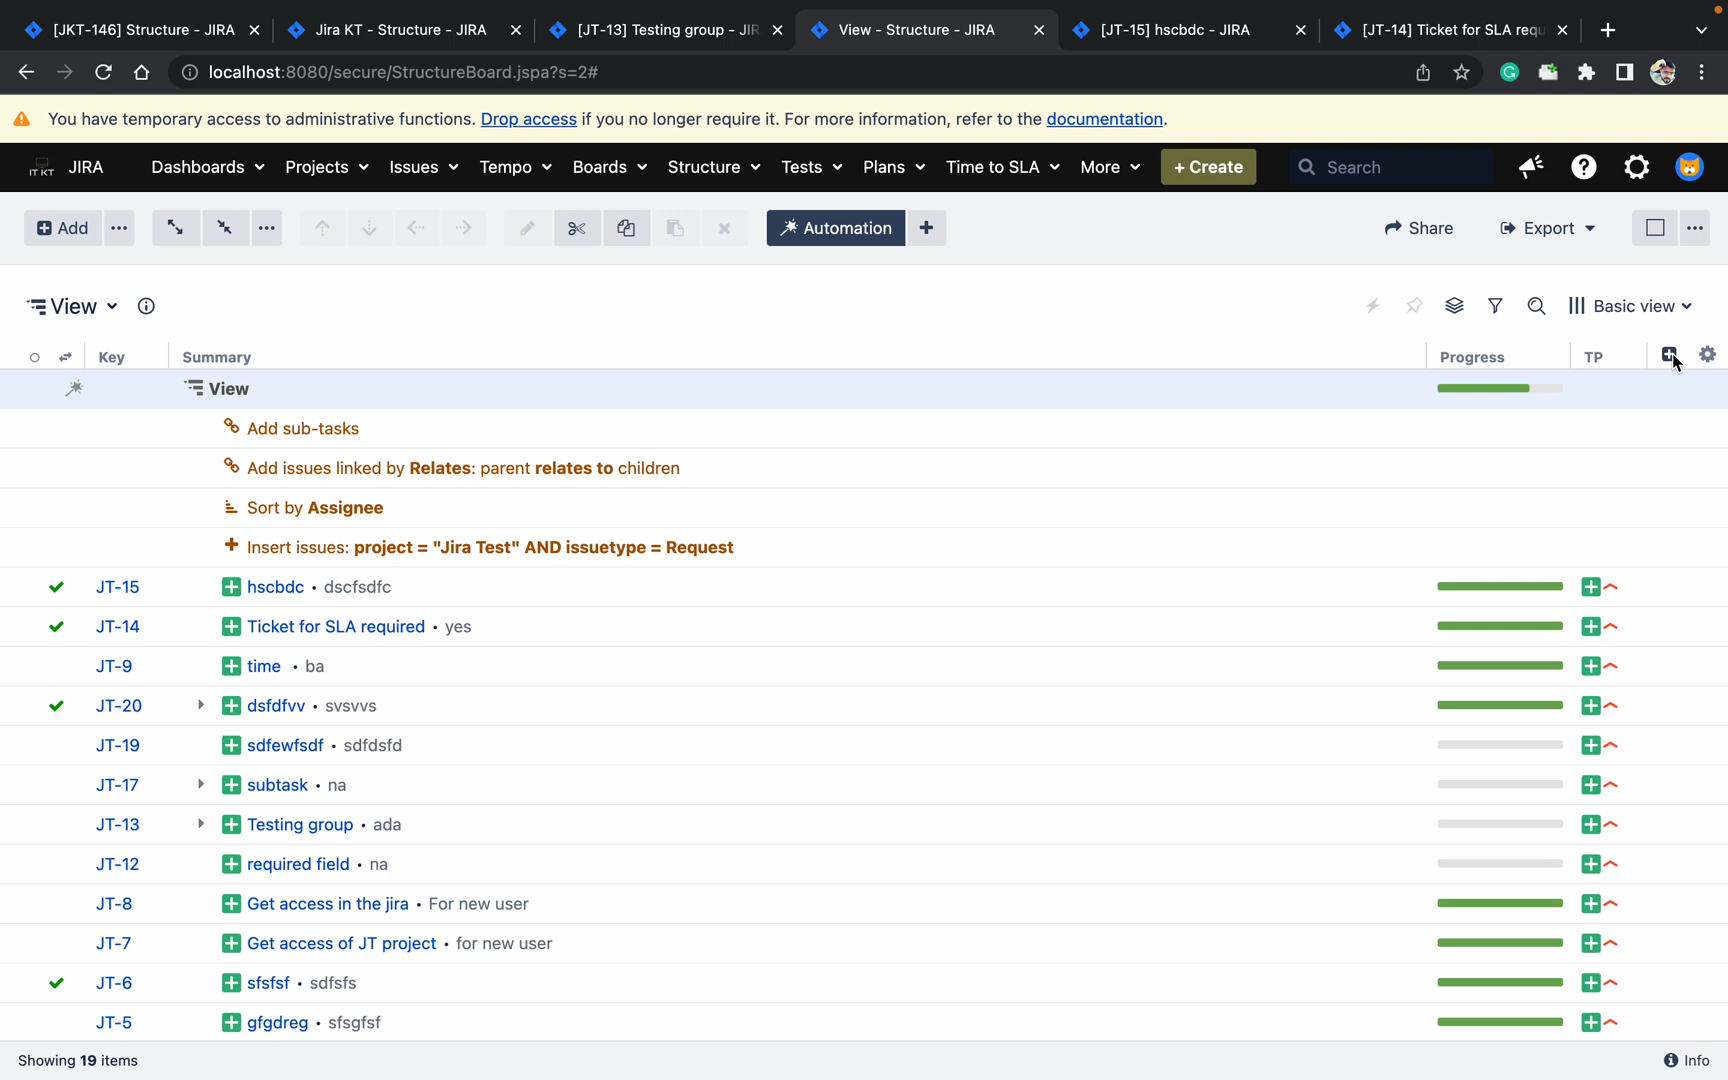 [JKT-146] Structure - JIRA
Jira KT - Structure - JIRA
[JT-13] Testing group - JIR
View - Structure - JIRA
[JT-15] hscbdc - JIRA
[JT-14] Ticket for SLA requ
localhost:8080/secure/StructureBoard.jspa?s=2#
You have temporary access to administrative functions. Drop access if you no longer require it. For more information, refer to the documentation.
IT KT JIRA Dashboards Projects Issues Tempo Boards Structure Tests Plans Time to SLA More + Create Search
Add Automation Share Export
View Basic view
Key Summary Progress TP
View
Add sub-tasks
Add issues linked by Relates: parent relates to children
Sort by Assignee
Insert issues: project = "Jira Test" AND issuetype = Request
JT-15 hscbdc • dscfsdfc
JT-14 Ticket for SLA required • yes
JT-9 time • ba
JT-20 dsfdfvv • svsvvs
JT-19 sdfewfsdf • sdfdsfd
JT-17 subtask • na
JT-13 Testing group • ada
JT-12 required field • na
JT-8 Get access in the jira • For new user
JT-7 Get access of JT project • for new user
JT-6 sfsfsf • sdfsfs
JT-5 gfgdreg • sfsgfsf
Showing 19 items Info